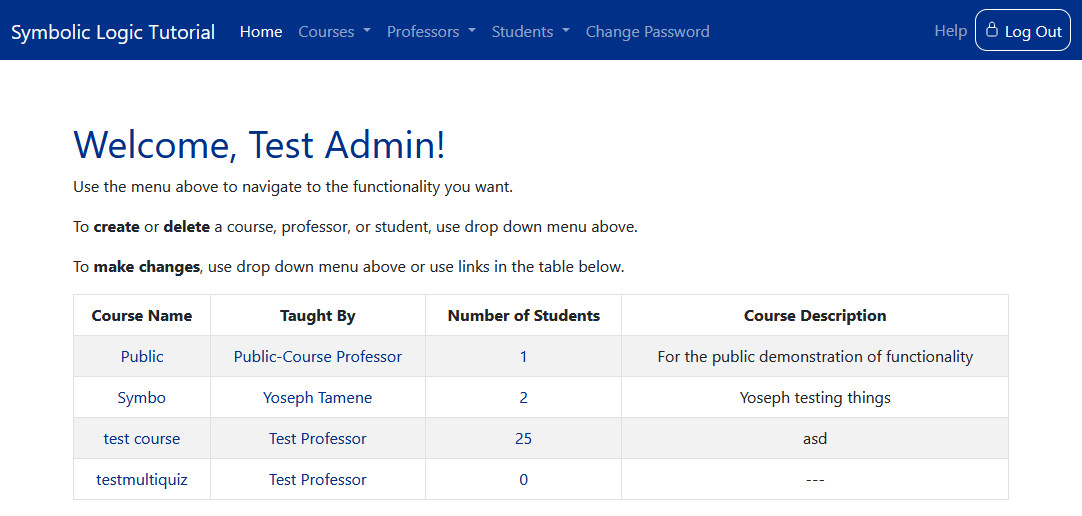 Symbolic Logic Tutorial Home Courses Professors Students Change Password Help Log Out
Welcome, Test Admin!
Use the menu above to navigate to the functionality you want.
To create or delete a course, professor, or student, use drop down menu above.
To make changes, use drop down menu above or use links in the table below.
Course Name Taught By Number of Students Course Description
Public Public-Course Professor 1 For the public demonstration of functionality
Symbo Yoseph Tamene 2 Yoseph testing things
test course Test Professor 25 asd
testmultiquiz Test Professor 0 ---